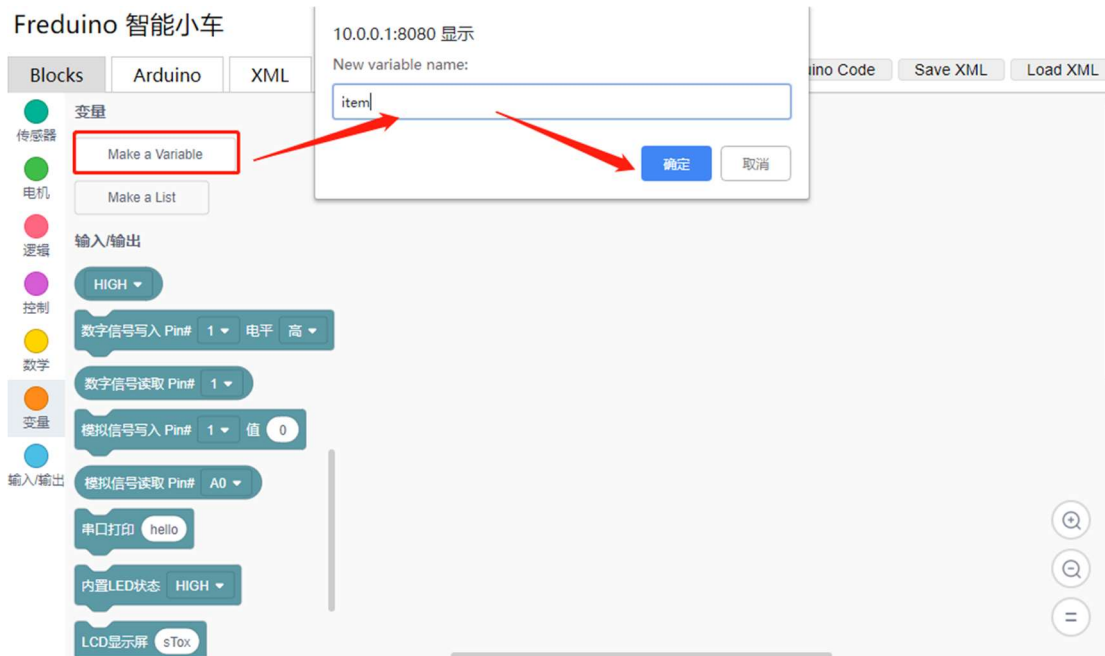 Freduino 智能小车
10.0.0.1:8080 显示
New variable name:
item
确定
取消
Blocks
Arduino
XML
ino Code
Save XML
Load XML
传感器
电机
逻辑
控制
数学
变量
输入/输出
变量
Make a Variable
Make a List
输入/输出
HIGH
数字信号写入 Pin# 1 电平 高
数字信号读取 Pin# 1
模拟信号写入 Pin# 1 值 0
模拟信号读取 Pin# A0
串口打印 hello
内置LED状态 HIGH
LCD显示屏 sTox